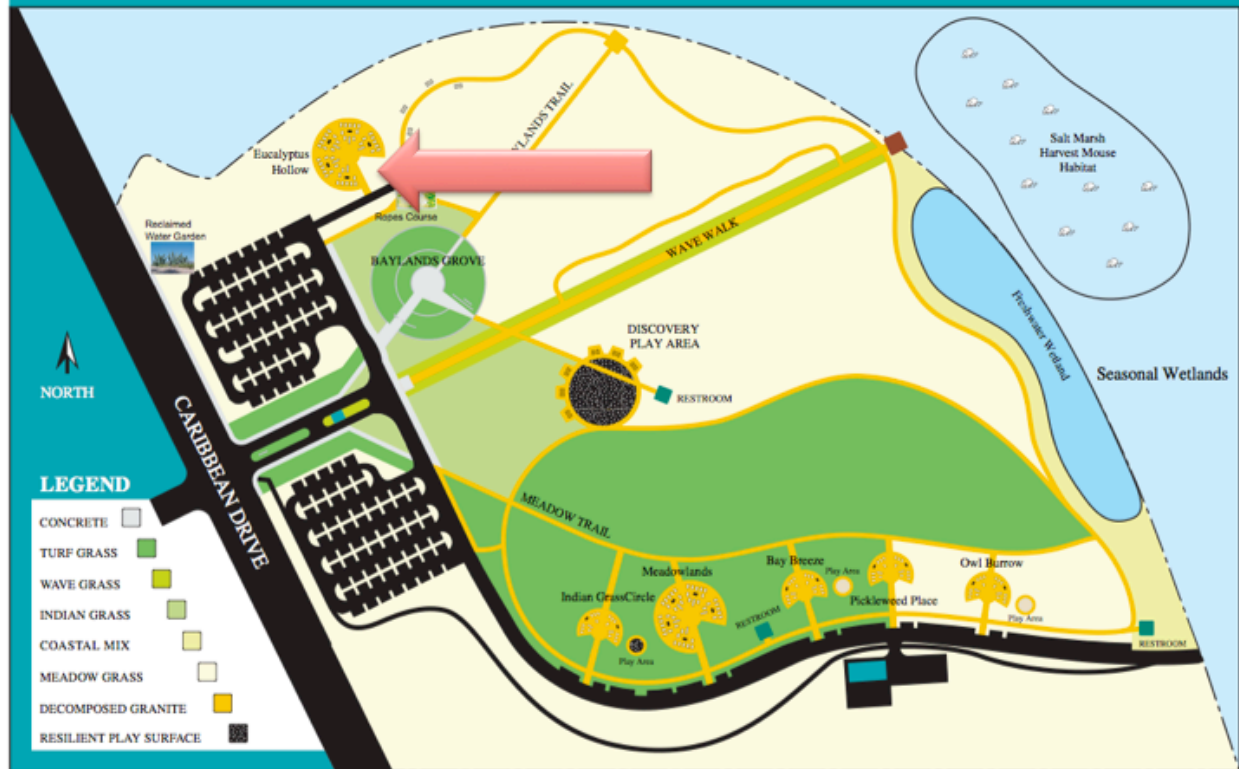 Eucalyptus
Hollow
YLANDS TRAIL
Salt Marsh
Harvest Mouse
Habitat
Reclaimed
Water Garden
Ropes Course
BAYLANDS GROVE
WAVE WALK
DISCOVERY
PLAY AREA
RESTROOM
Freshwater Wetland
Seasonal Wetlands
NORTH
CARIBBEAN DRIVE
MEADOW TRAIL
Indian GrassCircle
Meadowlands
Bay Breeze
Play Area
Pickleweed Place
Owl Burrow
Play Area
RESTROOM
Play Area
RESTROOM
LEGEND
CONCRETE
TURF GRASS
WAVE GRASS
INDIAN GRASS
COASTAL MIX
MEADOW GRASS
DECOMPOSED GRANITE
RESILIENT PLAY SURFACE